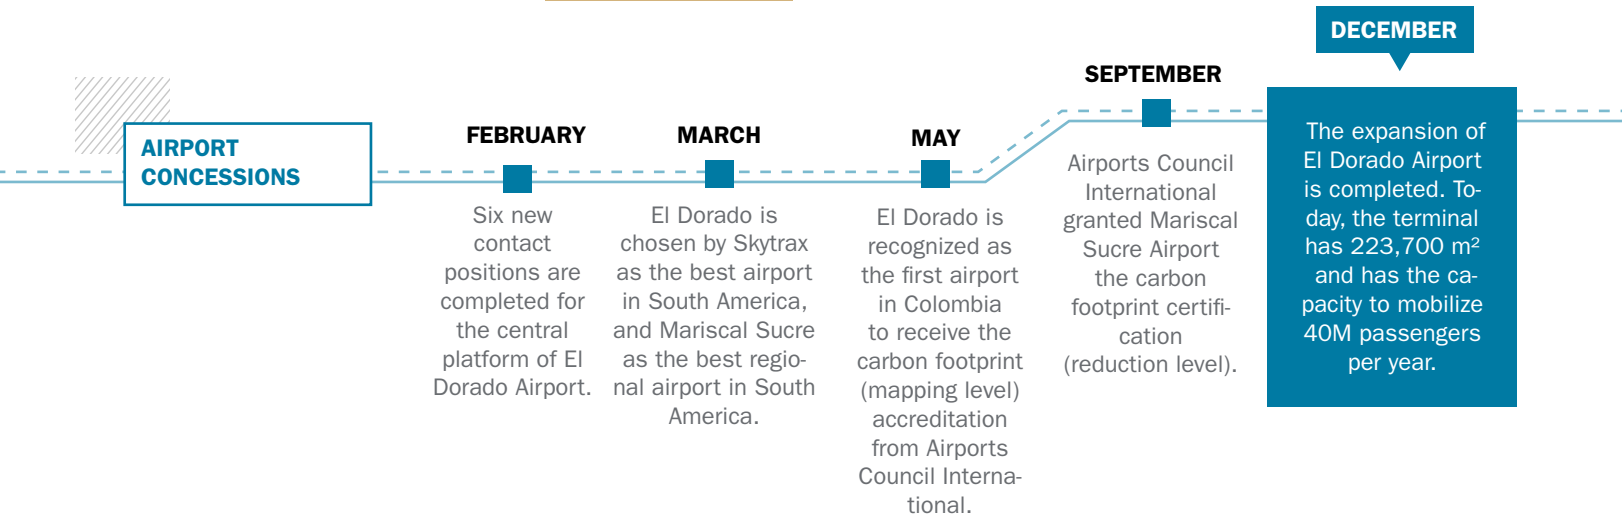 AIRPORT
CONCESSIONS
FEBRUARY
Six new
contact
positions are
completed for
the central
platform of El
Dorado Airport.
MARCH
El Dorado is
chosen by Skytrax
as the best airport
in South America,
and Mariscal Sucre
as the best regio-
nal airport in South
America.
MAY
El Dorado is
recognized as
the first airport
in Colombia
to receive the
carbon footprint
(mapping level)
accreditation
from Airports
Council Interna-
tional.
SEPTEMBER
Airports Council
International
granted Mariscal
Sucre Airport
the carbon
footprint certifi-
cation
(reduction level).
DECEMBER
The expansion of
El Dorado Airport
is completed. To-
day, the terminal
has 223,700 m²
and has the ca-
pacity to mobilize
40M passengers
per year.